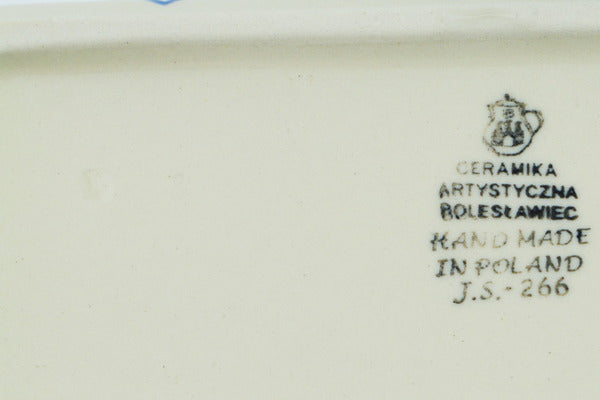 CERAMIKA
ARTYSTYCZNA
BOLESŁAWIEC
HAND MADE
IN POLAND
J.S.-266